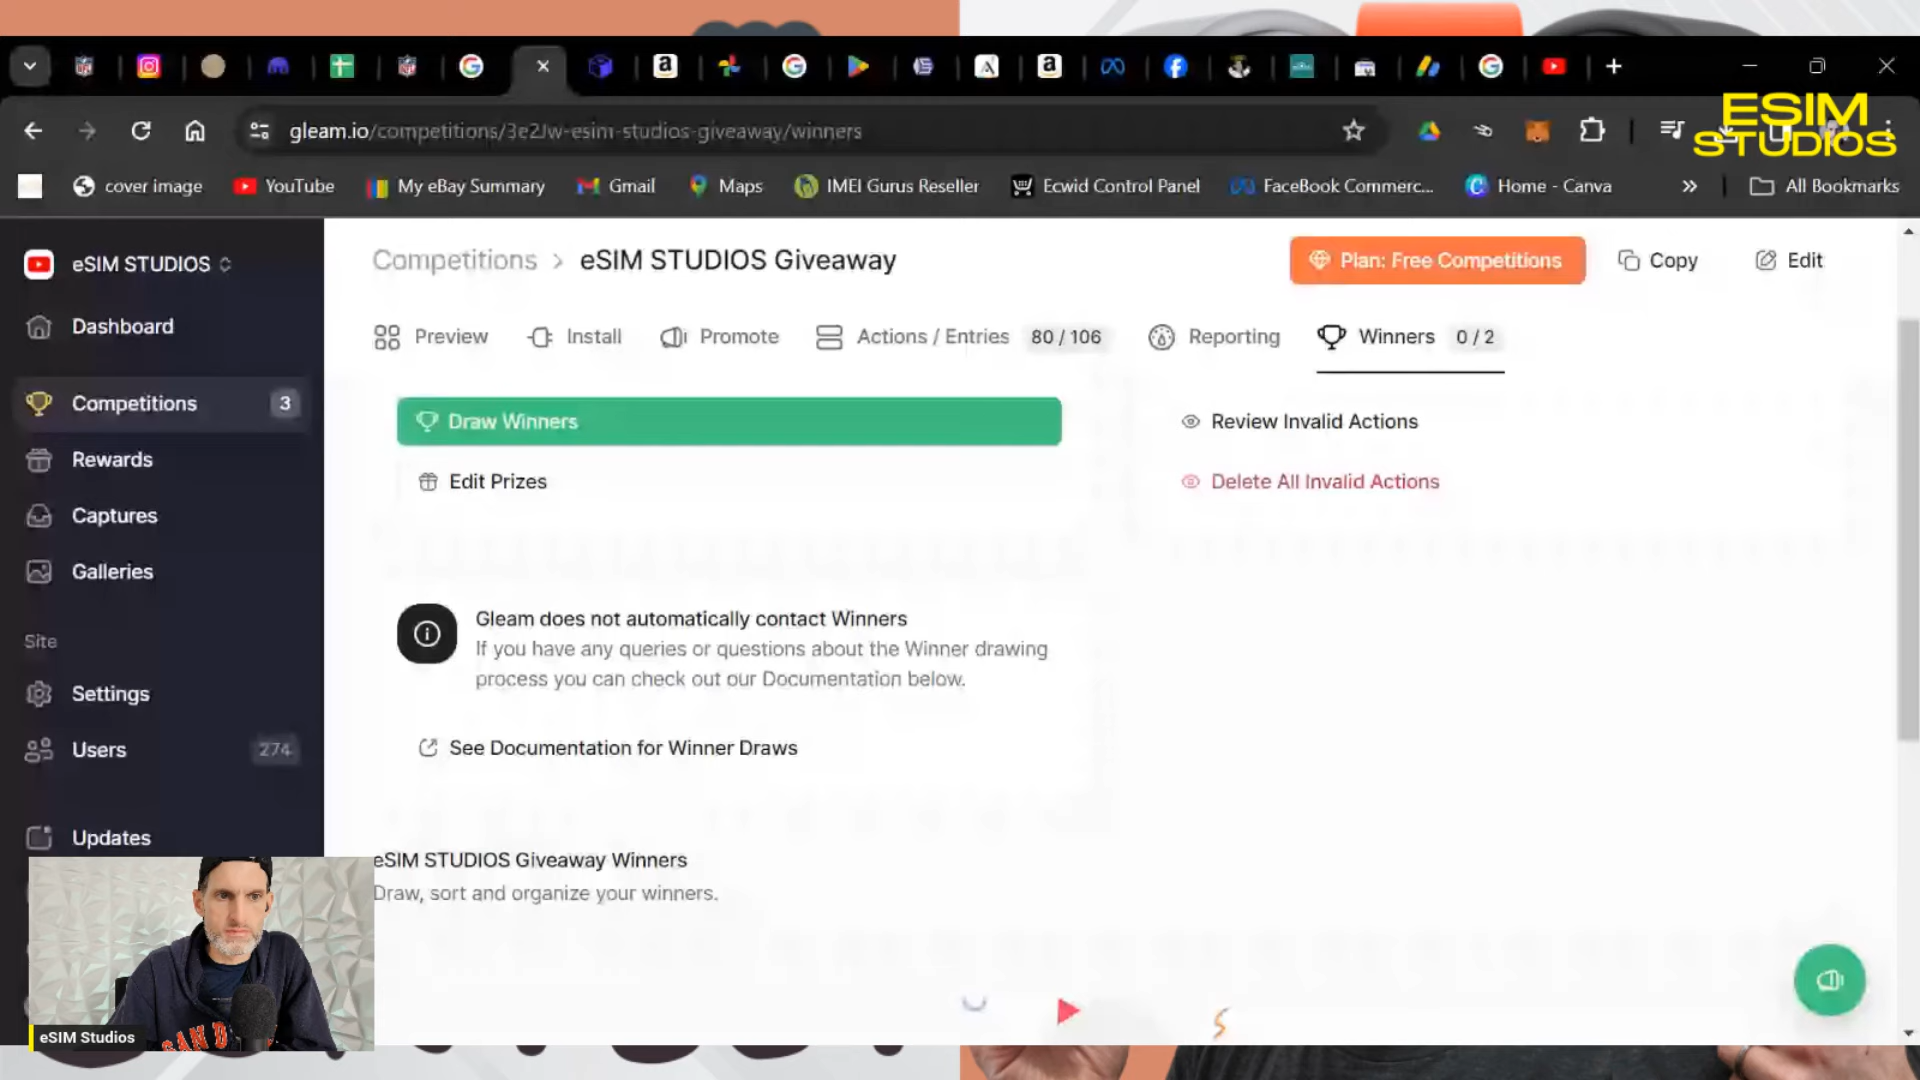 ESIM
STUDIOS
gleam.io/competitions/3e2Jw-esim-studios-giveaway/winners
cover image
YouTube
My eBay Summary
Gmail
Maps
IMEI Gurus Reseller
Ecwid Control Panel
FaceBook Commerc...
Home - Canva
»
All Bookmarks
eSIM STUDIOS
Dashboard
Competitions 3
Rewards
Captures
Galleries
Site
Settings
Users 274
Updates
Competitions > eSIM STUDIOS Giveaway
Plan: Free Competitions
Copy
Edit
Preview
Install
Promote
Actions / Entries 80 / 106
Reporting
Winners 0 / 2
Draw Winners
Edit Prizes
Review Invalid Actions
Delete All Invalid Actions
Gleam does not automatically contact Winners
If you have any queries or questions about the Winner drawing
process you can check out our Documentation below.
See Documentation for Winner Draws
eSIM STUDIOS Giveaway Winners
Draw, sort and organize your winners.
SAN D
eSIM Studios